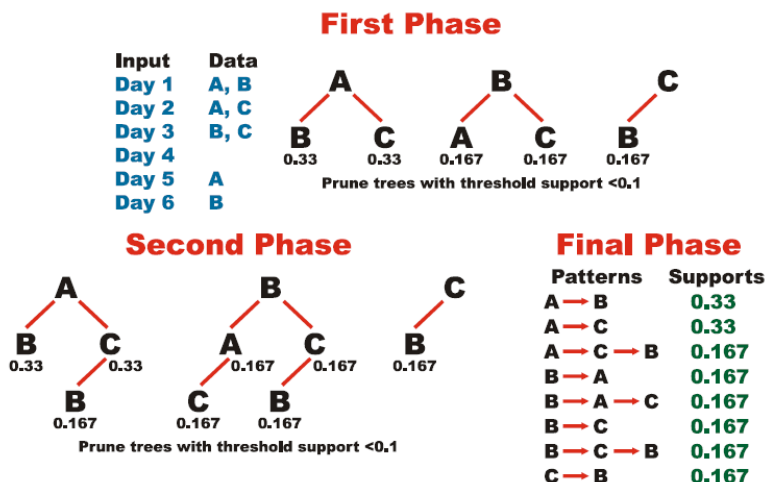 First Phase
Input Data
Day 1 A, B
Day 2 A, C
Day 3 B, C
Day 4
Day 5 A
Day 6 B
A B C
B C A C B
0.33 0.33 0.167 0.167 0.167
Prune trees with threshold support <0.1
Second Phase
A B C
B C A C B
0.33 0.33 0.167 0.167 0.167
B C B
0.167 0.167 0.167
Prune trees with threshold support <0.1
Final Phase
Patterns Supports
A → B 0.33
A → C 0.33
A → C → B 0.167
B → A 0.167
B → A → C 0.167
B → C 0.167
B → C → B 0.167
C → B 0.167